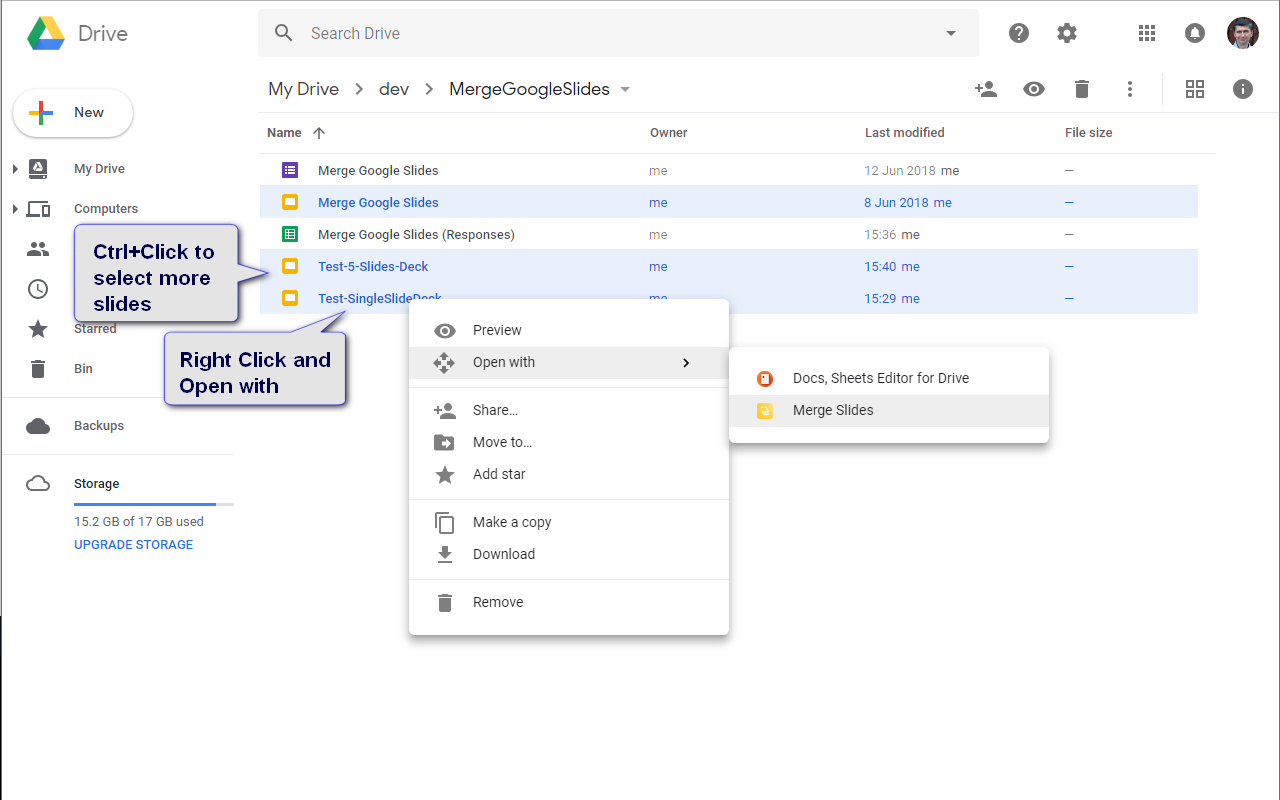 Drive
Search Drive
My Drive > dev > MergeGoogleSlides
New
My Drive
Computers
Starred
Bin
Backups
Storage
15.2 GB of 17 GB used
UPGRADE STORAGE
Name Owner Last modified File size
Merge Google Slides me 12 Jun 2018 me —
Merge Google Slides me 8 Jun 2018 me —
Merge Google Slides (Responses) me 15:36 me —
Test-5-Slides-Deck me 15:40 me —
Test-SingleSlideDeck me 15:29 me —
Ctrl+Click to
select more
slides
Right Click and
Open with
Preview
Open with
Share...
Move to...
Add star
Make a copy
Download
Remove
Docs, Sheets Editor for Drive
Merge Slides